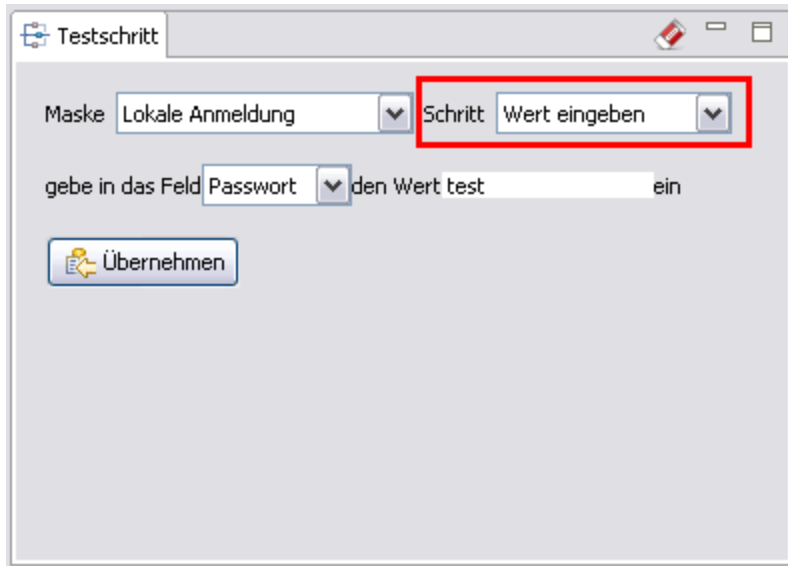 Testschritt
Maske Lokale Anmeldung Schritt Wert eingeben
gebe in das Feld Passwort den Wert test ein
Übernehmen